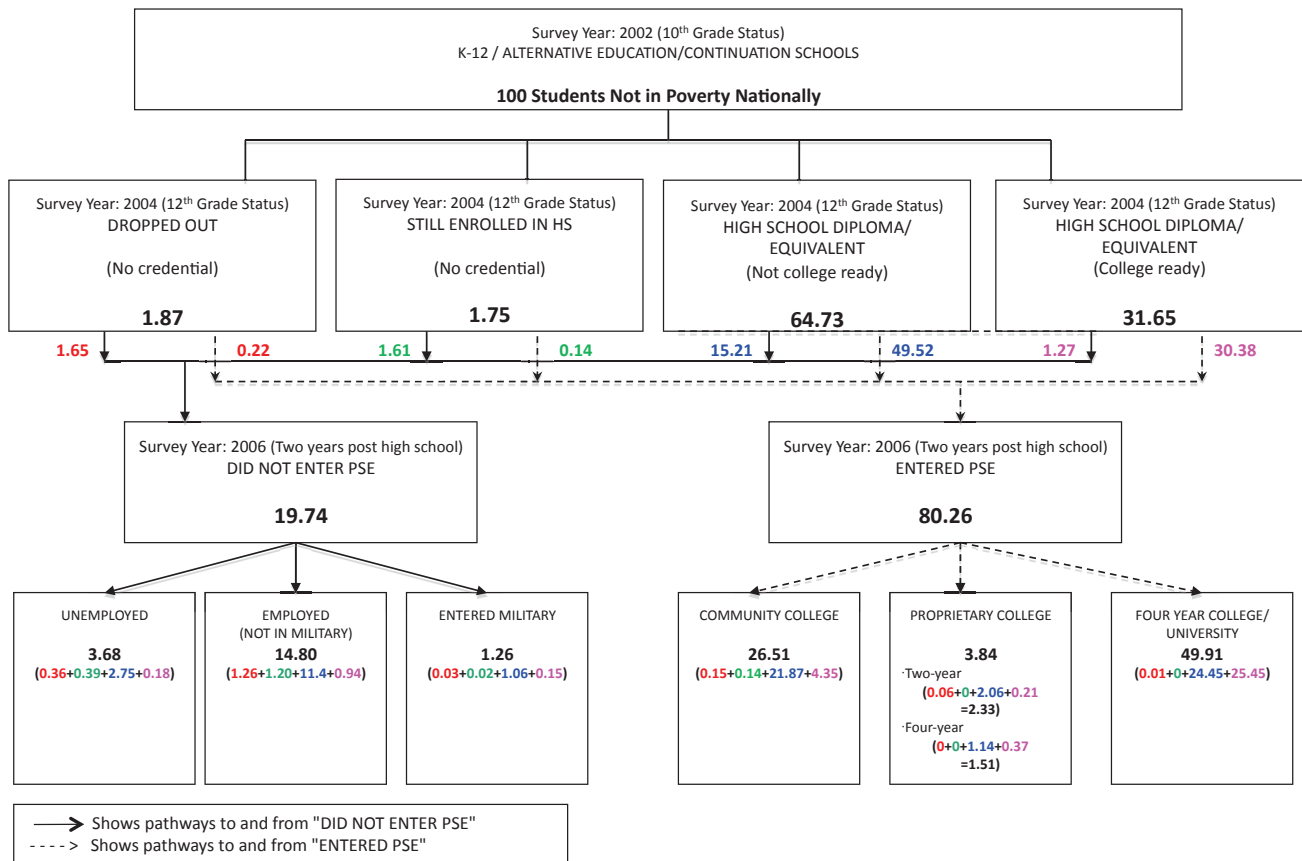 Survey Year: 2002 (10th Grade Status)
K-12 / ALTERNATIVE EDUCATION/CONTINUATION SCHOOLS
100 Students Not in Poverty Nationally
Survey Year: 2004 (12th Grade Status)
DROPPED OUT
(No credential)
1.87
Survey Year: 2004 (12th Grade Status)
STILL ENROLLED IN HS
(No credential)
1.75
Survey Year: 2004 (12th Grade Status)
HIGH SCHOOL DIPLOMA/
EQUIVALENT
(Not college ready)
64.73
Survey Year: 2004 (12th Grade Status)
HIGH SCHOOL DIPLOMA/
EQUIVALENT
(College ready)
31.65
1.65 0.22 1.61 0.14 15.21 49.52 1.27 30.38
Survey Year: 2006 (Two years post high school)
DID NOT ENTER PSE
19.74
Survey Year: 2006 (Two years post high school)
ENTERED PSE
80.26
UNEMPLOYED
3.68
(0.36+0.39+2.75+0.18)
EMPLOYED
(NOT IN MILITARY)
14.80
(1.26+1.20+11.4+0.94)
ENTERED MILITARY
1.26
(0.03+0.02+1.06+0.15)
COMMUNITY COLLEGE
26.51
(0.15+0.14+21.87+4.35)
PROPRIETARY COLLEGE
3.84
·Two-year
(0.06+0+2.06+0.21
=2.33)
·Four-year
(0+0+1.14+0.37
=1.51)
FOUR YEAR COLLEGE/
UNIVERSITY
49.91
(0.01+0+24.45+25.45)
Shows pathways to and from "DID NOT ENTER PSE"
Shows pathways to and from "ENTERED PSE"